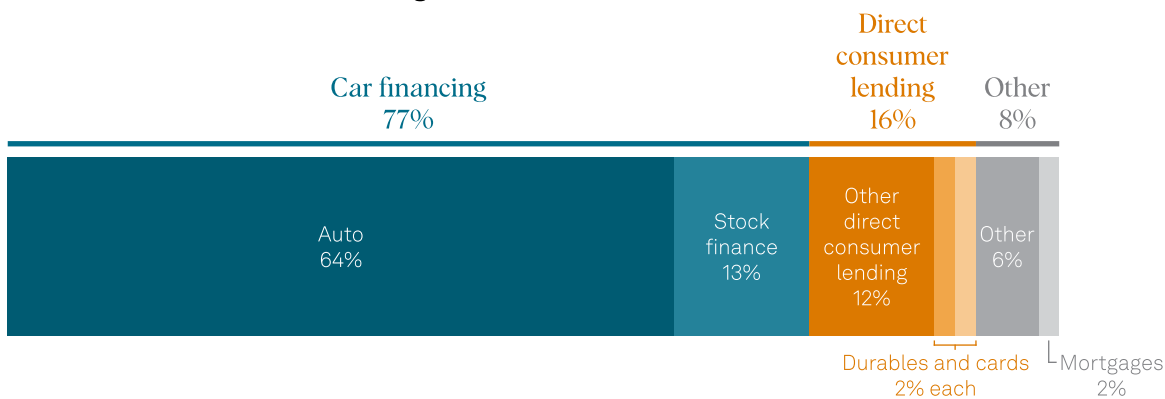 Car financing
77%
Direct
consumer
lending
16%
Other
8%
Auto
64%
Stock
finance
13%
Other
direct
consumer
lending
12%
Other
6%
Durables and cards
2% each
Mortgages
2%